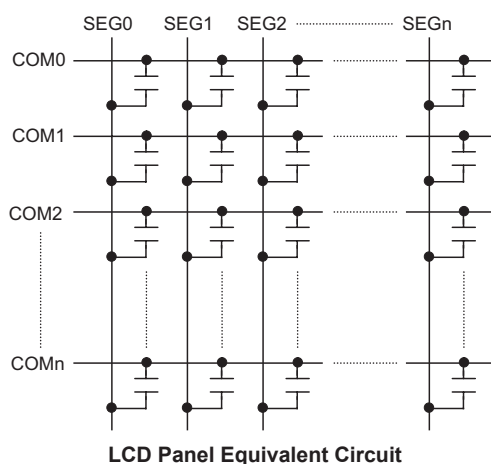 SEG0 SEG1 SEG2 SEGn
COM0
COM1
COM2
COMn
LCD Panel Equivalent Circuit